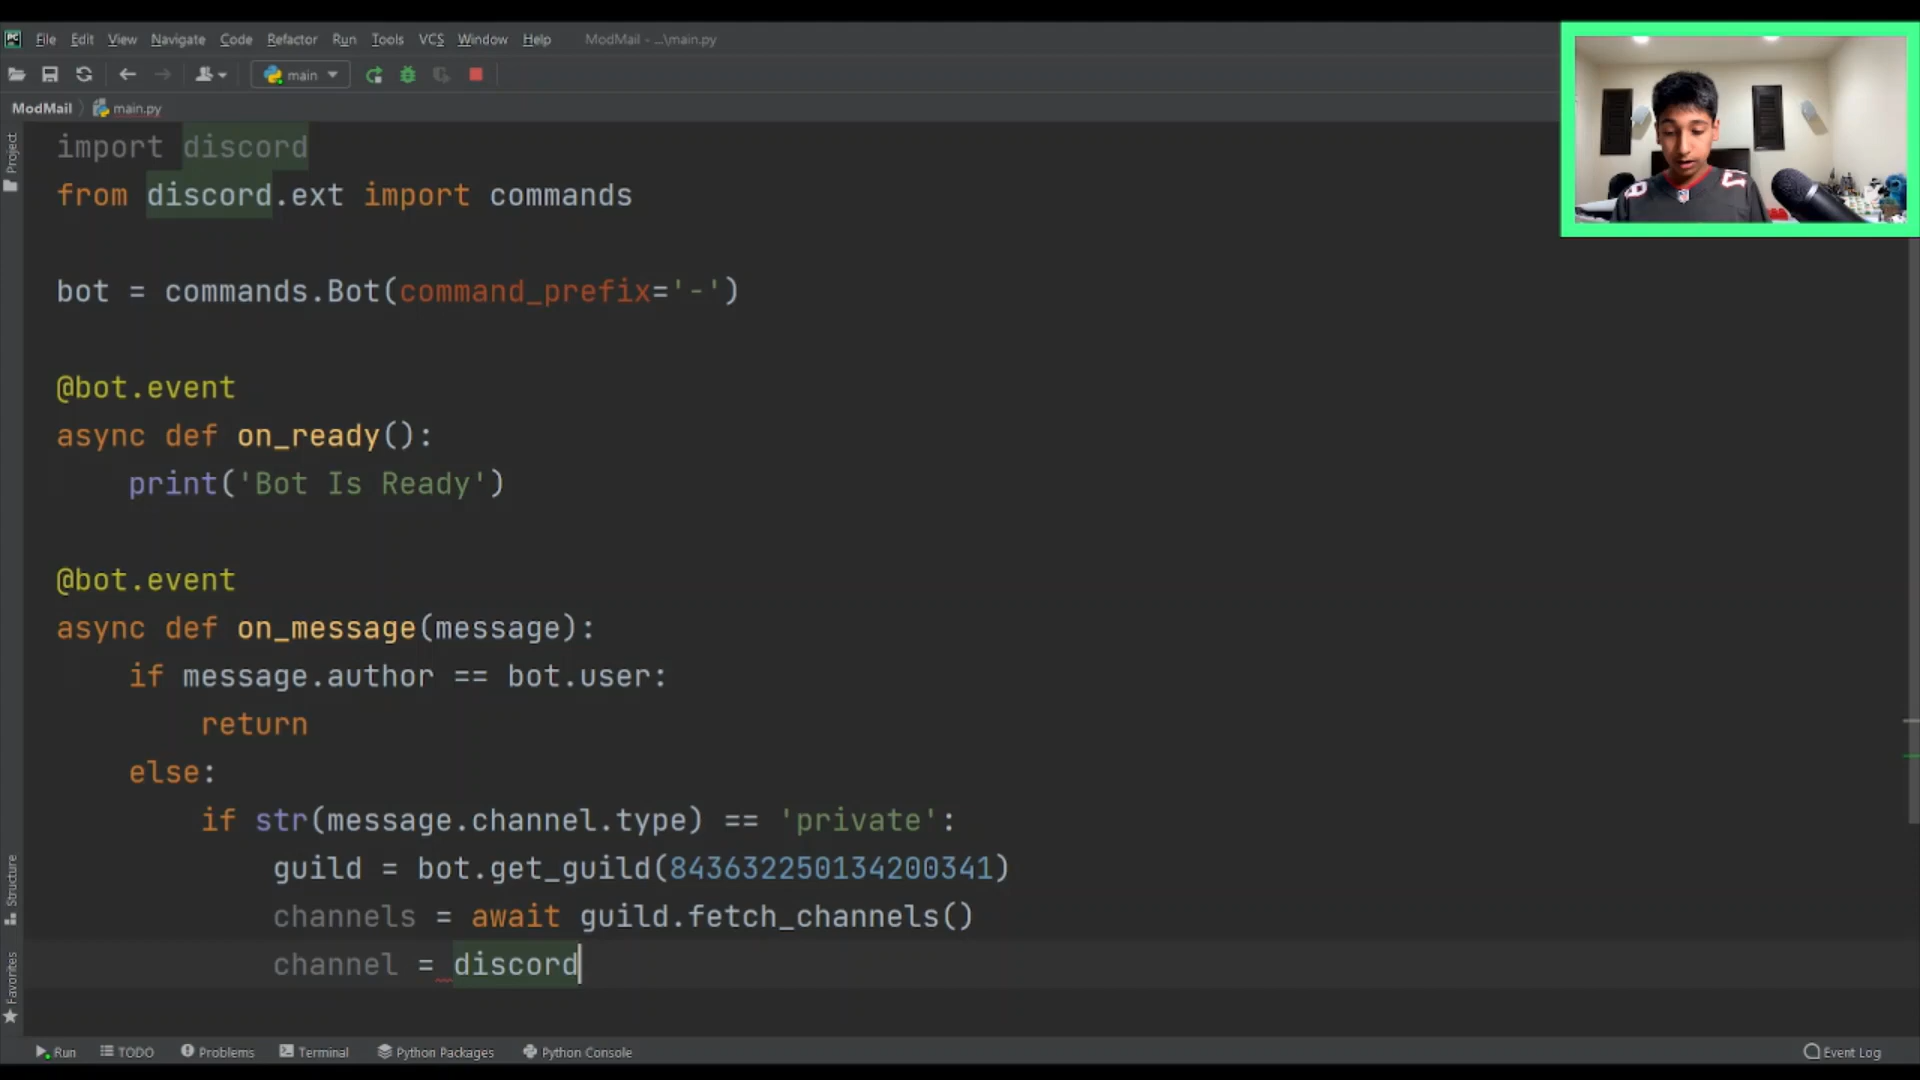 PC File Edit View Navigate Code Refactor Run Tools VCS Window Help ModMail - ...\main.py
main
ModMail main.py
Project
import discord
from discord.ext import commands
bot = commands.Bot(command_prefix='-')
@bot.event
async def on_ready():
print('Bot Is Ready')
@bot.event
async def on_message(message):
if message.author == bot.user:
return
else:
if str(message.channel.type) == 'private':
guild = bot.get_guild(843632250134200341)
channels = await guild.fetch_channels()
channel = discord
Structure
Favorites
Run TODO Problems Terminal Python Packages Python Console Event Log